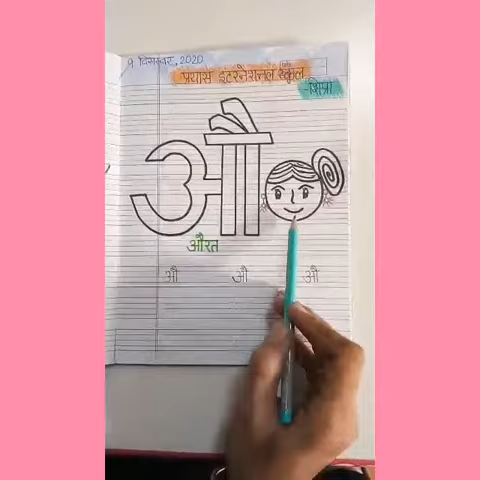 9 दिसम्बर, 2020
प्रयास इंटरनेशनल स्कूल
-क्षिप्रा
औ
औरत
औ औ औ